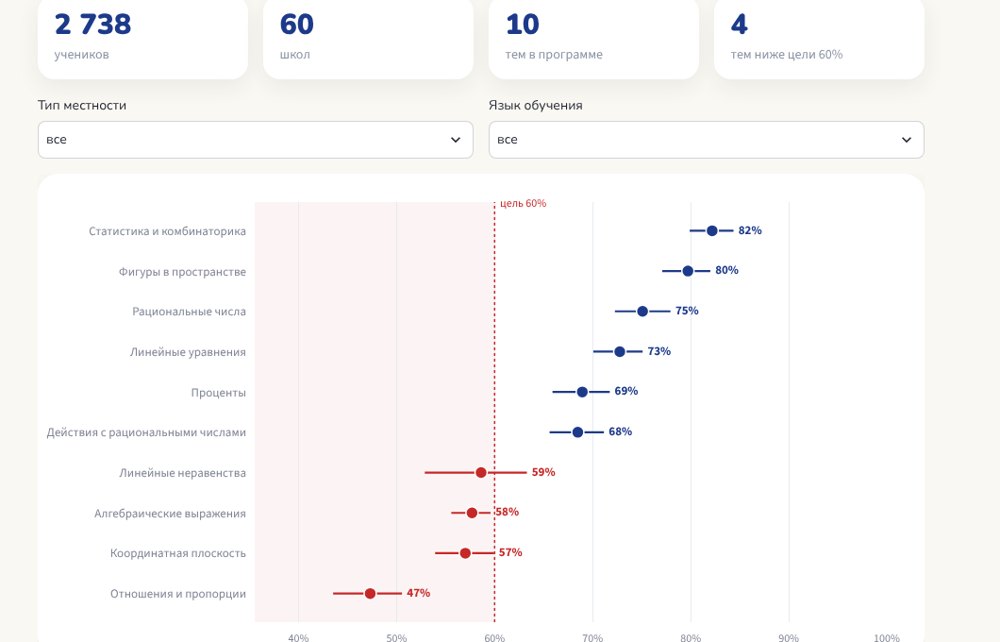 2 738
60
10
4
учеников
школ
тем в программе
тем ниже цели 60%
Тип местности
Язык обучения
все
все
цель 60%
Статистика и комбинаторика 82%
Фигуры в пространстве 80%
Рациональные числа 75%
Линейные уравнения 73%
Проценты 69%
Действия с рациональными числами 68%
Линейные неравенства 59%
Алгебраические выражения 58%
Координатная плоскость 57%
Отношения и пропорции 47%
40% 50% 60% 70% 80% 90% 100%